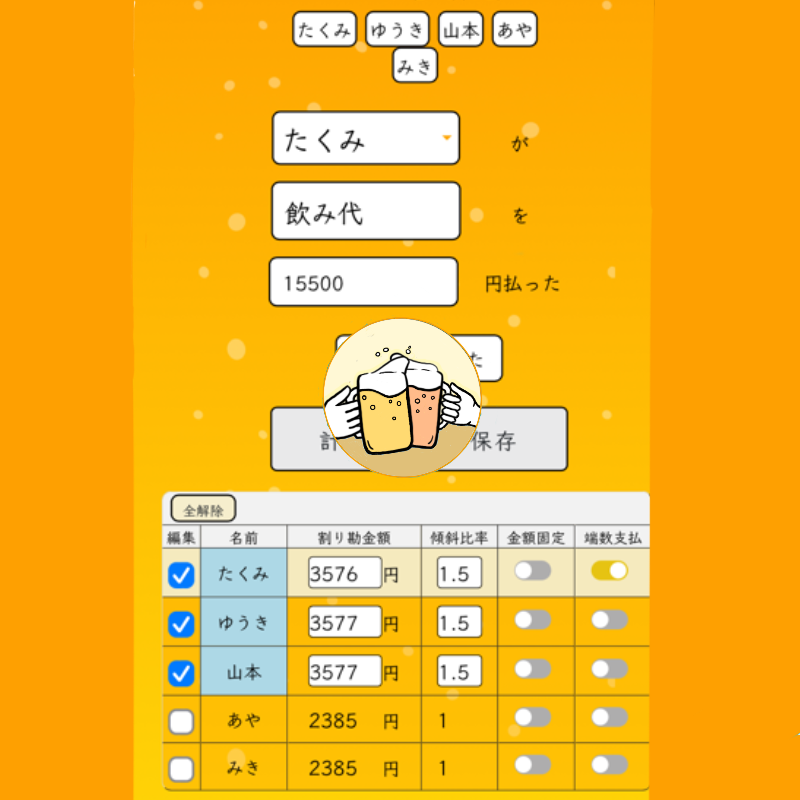 たくみ ゆうき 山本 あや
みき
たくみ が
飲み代 を
15500 円払った
た
計 保存
全解除
編集 名前 割り勘金額 傾斜比率 金額固定 端数支払
たくみ 3576 円 1.5
ゆうき 3577 円 1.5
山本 3577 円 1.5
あや 2385 円 1
みき 2385 円 1